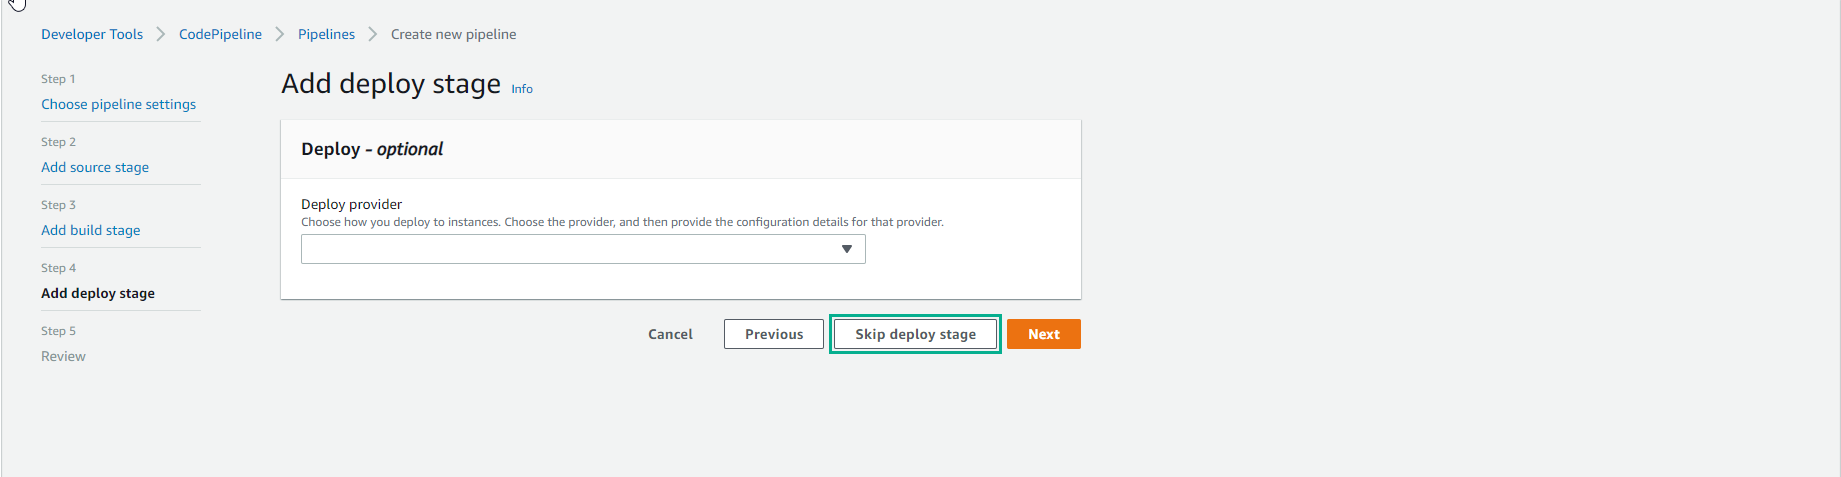 Developer Tools > CodePipeline > Pipelines > Create new pipeline
Step 1
Choose pipeline settings
Step 2
Add source stage
Step 3
Add build stage
Step 4
Add deploy stage
Step 5
Review
Add deploy stage Info
Deploy - optional
Deploy provider
Choose how you deploy to instances. Choose the provider, and then provide the configuration details for that provider.
Cancel Previous Skip deploy stage Next